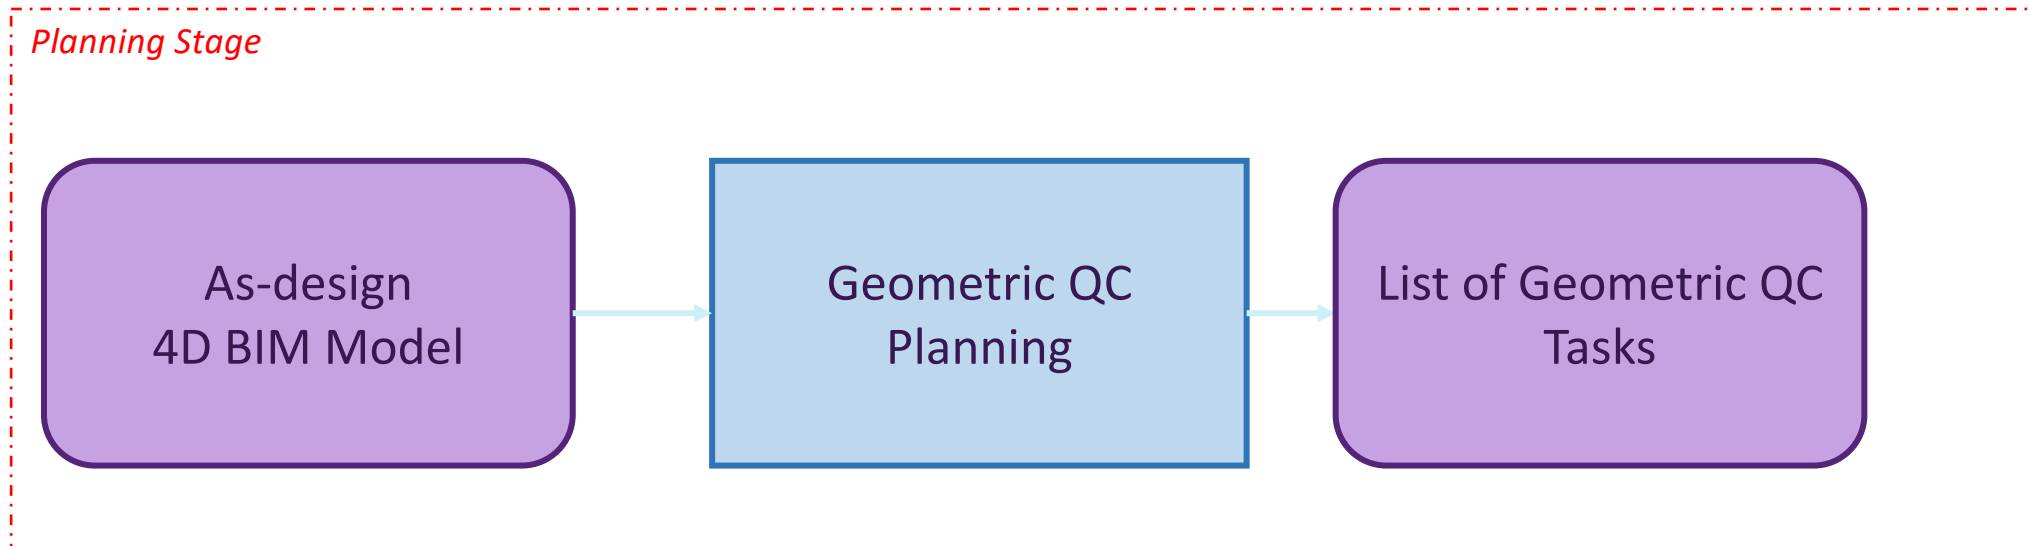 Planning Stage
As-design
4D BIM Model
Geometric QC
Planning
List of Geometric QC
Tasks